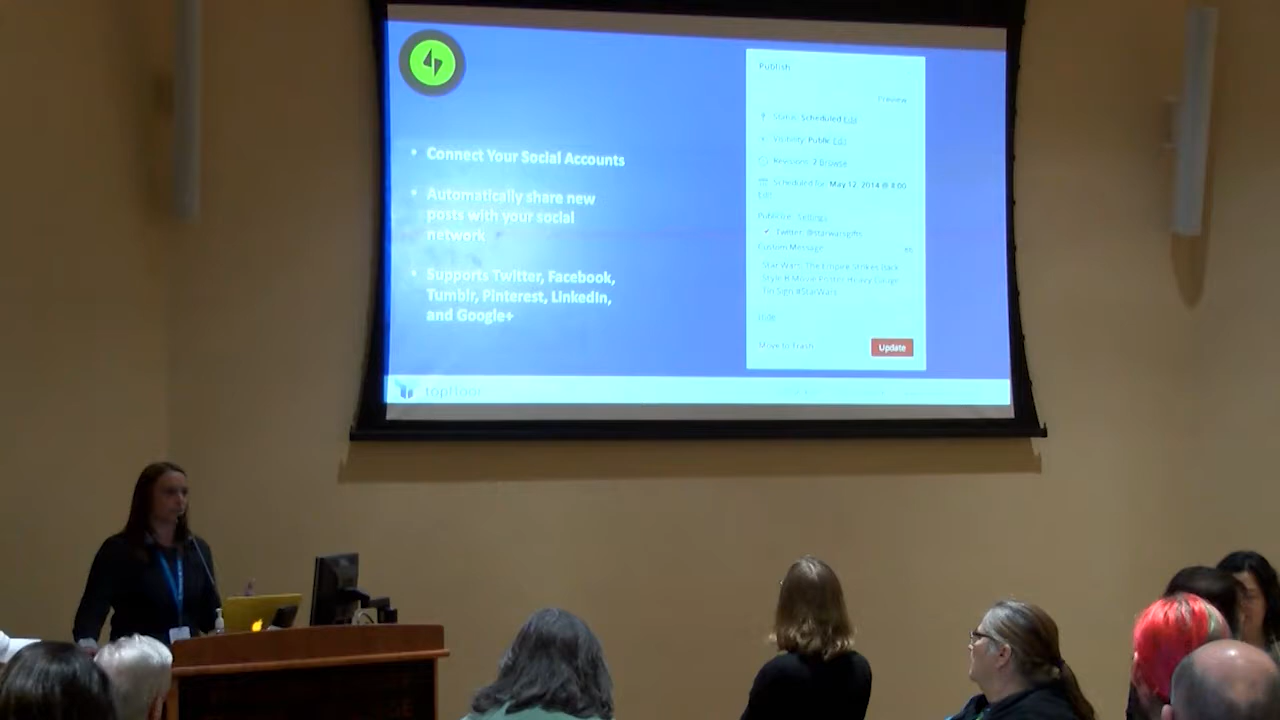 • Connect Your Social Accounts
• Automatically share new
posts with your social
network
• Supports Twitter, Facebook,
Tumblr, Pinterest, LinkedIn,
and Google+
Publish
Preview
Status: Scheduled Edit
Visibility: Public Edit
Revisions: 2 Browse
Scheduled for: May 12, 2014 @ 8:00
Edit
Publicize: Settings
Twitter: @starwarsgifts
Custom Message:
Star Wars: The Empire Strikes Back
Style B Movie Poster Heavy Gauge
Tin Sign #StarWars
Hide
Move to Trash
Update